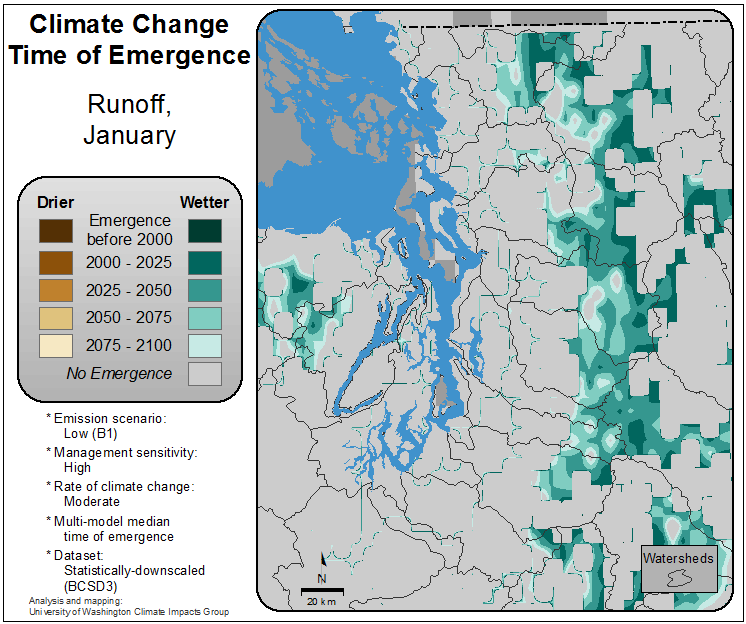 Climate Change
Time of Emergence
Runoff,
January
Drier
Wetter
Emergence
before 2000
2000 - 2025
2025 - 2050
2050 - 2075
2075 - 2100
No Emergence
* Emission scenario:
Low (B1)
* Management sensitivity:
High
* Rate of climate change:
Moderate
* Multi-model median
time of emergence
* Dataset:
Statistically-downscaled
(BCSD3)
Analysis and mapping:
University of Washington Climate Impacts Group
N
20 km
Watersheds